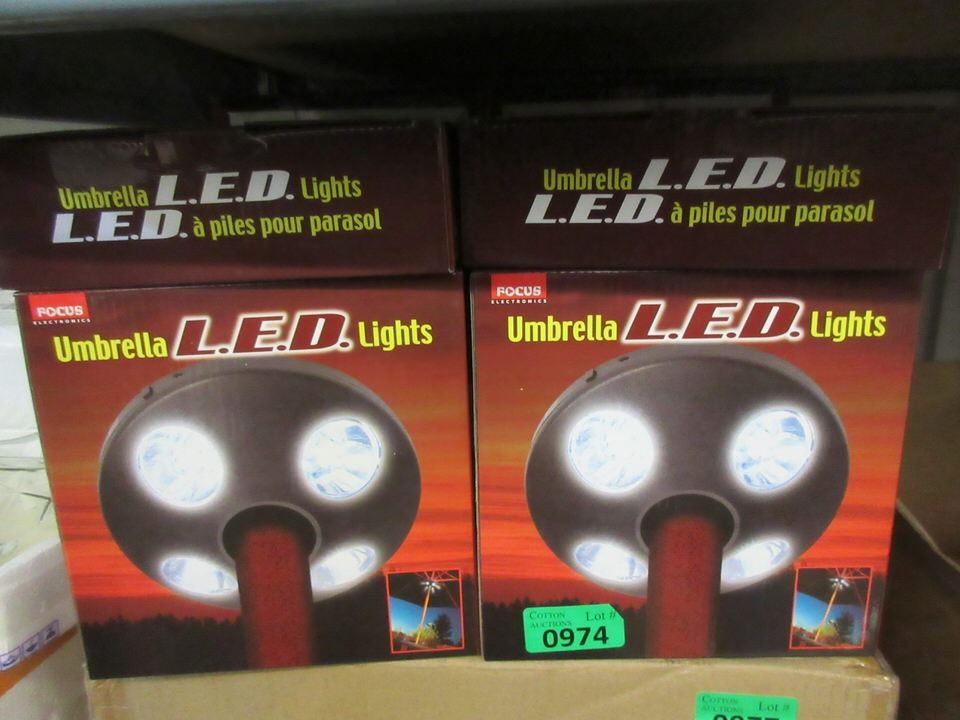 Umbrella L.E.D. Lights
L.E.D. à piles pour parasol
Umbrella L.E.D. Lights
L.E.D. à piles pour parasol
FOCUS
ELECTRONICS
Umbrella L.E.D. Lights
FOCUS
ELECTRONICS
Umbrella L.E.D. Lights
COTTON AUCTIONS Lot #
0974
COTTON AUCTIONS Lot #